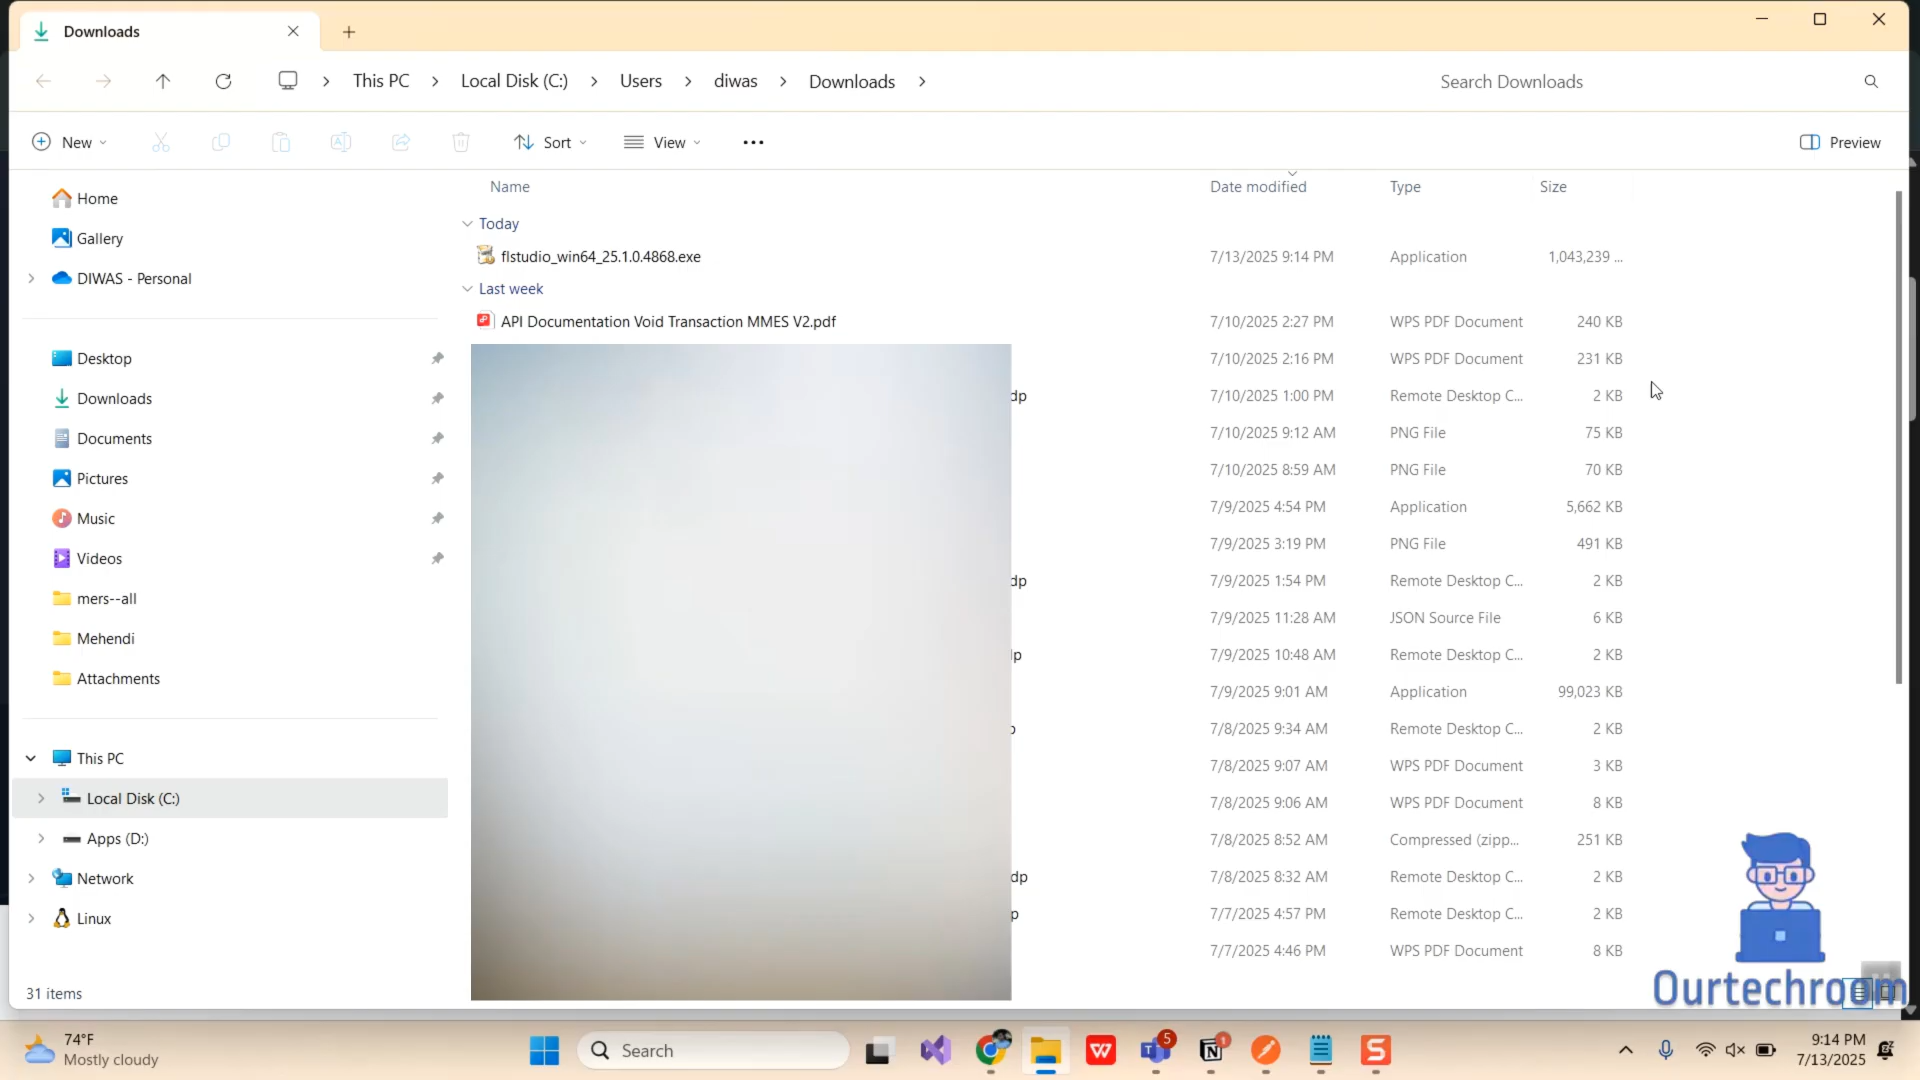 Downloads
This PC > Local Disk (C:) > Users > diwas > Downloads >
Search Downloads
New
Sort
View
Preview
Home
Gallery
DIWAS - Personal
Desktop
Downloads
Documents
Pictures
Music
Videos
mers--all
Mehendi
Attachments
This PC
Local Disk (C:)
Apps (D:)
Network
Linux
31 items
Name Date modified Type Size
Today
flstudio_win64_25.1.0.4868.exe 7/13/2025 9:14 PM Application 1,043,239 ...
Last week
API Documentation Void Transaction MMES V2.pdf 7/10/2025 2:27 PM WPS PDF Document 240 KB
7/10/2025 2:16 PM WPS PDF Document 231 KB
dp 7/10/2025 1:00 PM Remote Desktop C... 2 KB
7/10/2025 9:12 AM PNG File 75 KB
7/10/2025 8:59 AM PNG File 70 KB
7/9/2025 4:54 PM Application 5,662 KB
7/9/2025 3:19 PM PNG File 491 KB
dp 7/9/2025 1:54 PM Remote Desktop C... 2 KB
7/9/2025 11:28 AM JSON Source File 6 KB
7/9/2025 10:48 AM Remote Desktop C... 2 KB
7/9/2025 9:01 AM Application 99,023 KB
7/8/2025 9:34 AM Remote Desktop C... 2 KB
7/8/2025 9:07 AM WPS PDF Document 3 KB
7/8/2025 9:06 AM WPS PDF Document 8 KB
7/8/2025 8:52 AM Compressed (zipp... 251 KB
dp 7/8/2025 8:32 AM Remote Desktop C... 2 KB
p 7/7/2025 4:57 PM Remote Desktop C... 2 KB
7/7/2025 4:46 PM WPS PDF Document 8 KB
Ourtechroom
74°F
Mostly cloudy
Search
5
1
9:14 PM
7/13/2025